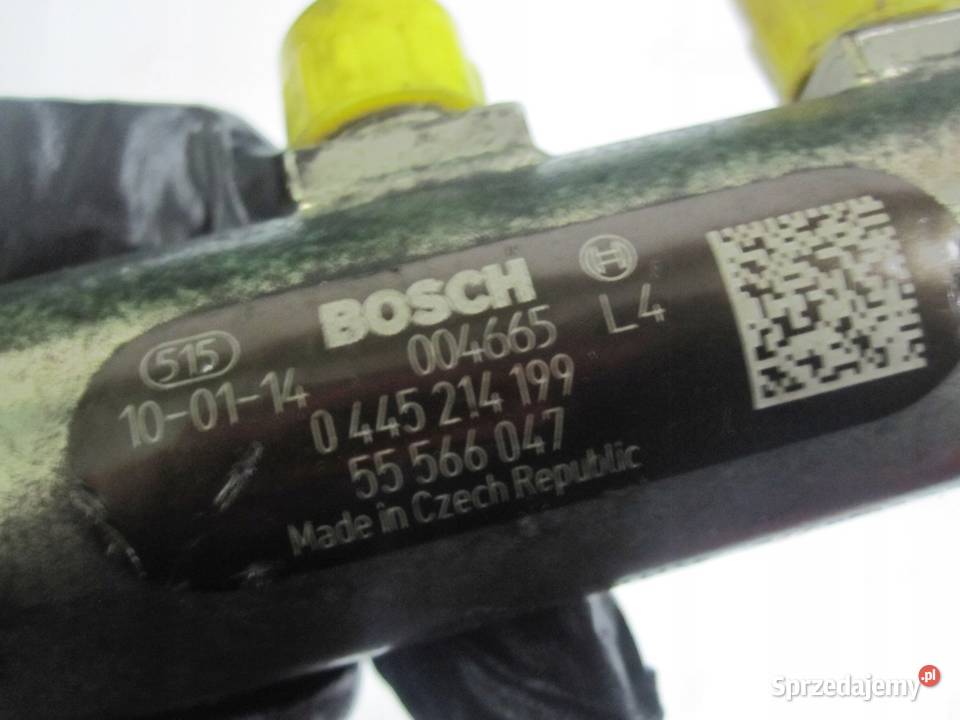 BOSCH
515 004665 L4
10-01-14
0 445 214 199
55 566 047
Made in Czech Republic
Sprzedajemy.pl